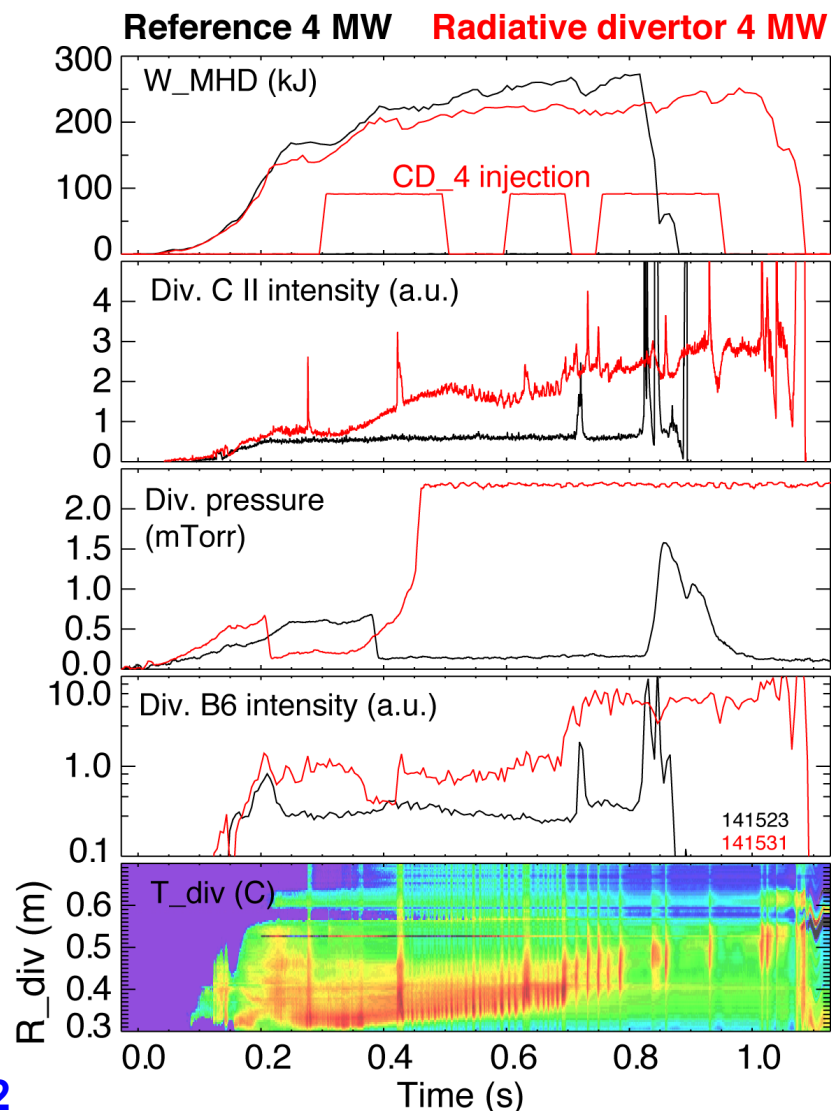 Reference 4 MW Radiative divertor 4 MW
300
W_MHD (kJ)
200
CD_4 injection
100
0
Div. C II intensity (a.u.)
4
3
2
1
0
Div. pressure
(mTorr)
2.0
1.5
1.0
0.5
0.0
10.0
Div. B6 intensity (a.u.)
1.0
141523
141531
0.1
T_div (C)
R_div (m)
0.6
0.5
0.4
0.3
0.0 0.2 0.4 0.6 0.8 1.0
Time (s)
2